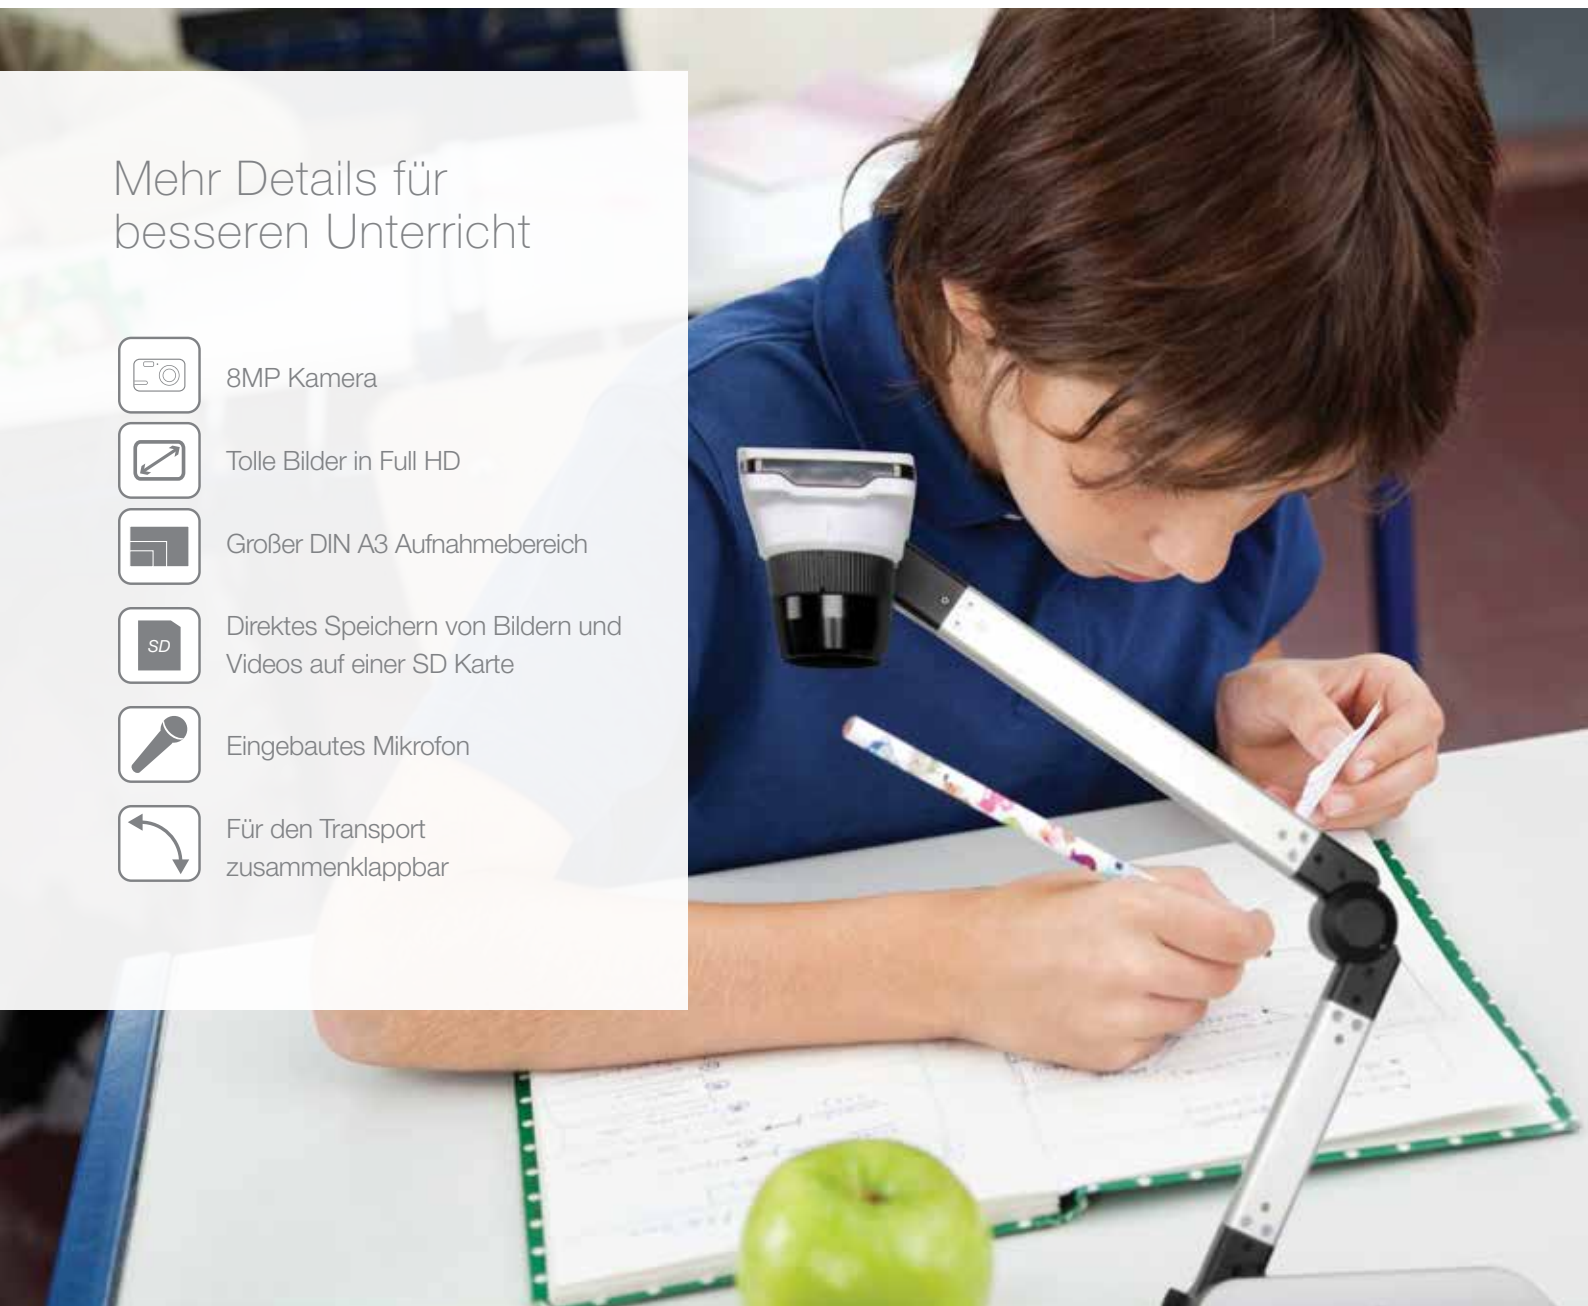 Mehr Details für
besseren Unterricht
8MP Kamera
Tolle Bilder in Full HD
Großer DIN A3 Aufnahmebereich
SD
Direktes Speichern von Bildern und
Videos auf einer SD Karte
Eingebautes Mikrofon
Für den Transport
zusammenklappbar